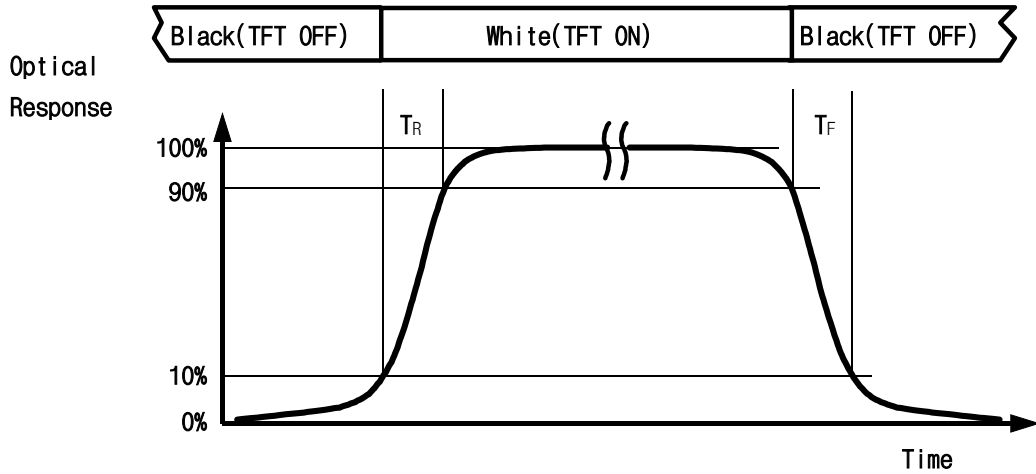 Black(TFT OFF) White(TFT ON) Black(TFT OFF)
Optical
Response
TR TF
100%
90%
10%
0%
Time